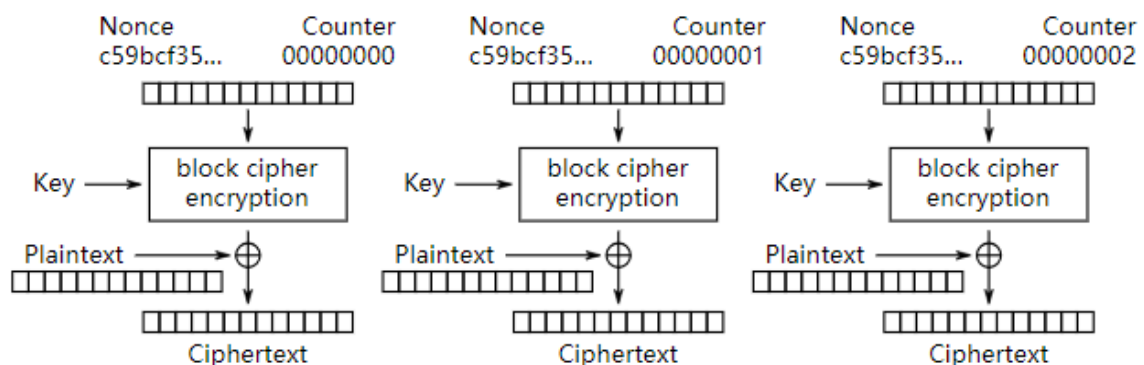 Nonce Counter
c59bcf35... 00000000
Key
block cipher
encryption
Plaintext
Ciphertext
Nonce Counter
c59bcf35... 00000001
Key
block cipher
encryption
Plaintext
Ciphertext
Nonce Counter
c59bcf35... 00000002
Key
block cipher
encryption
Plaintext
Ciphertext